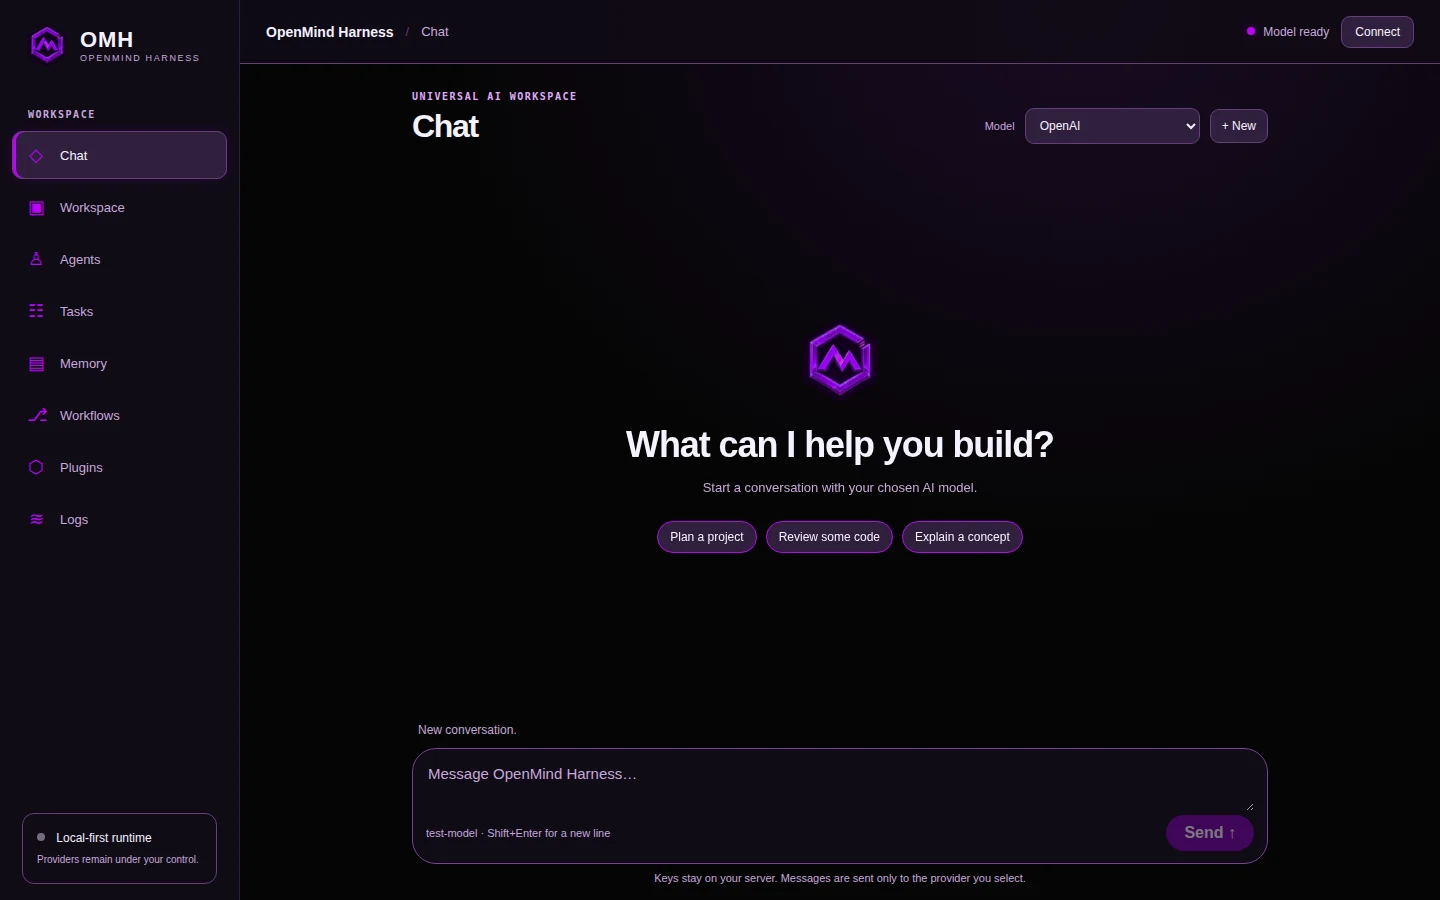 OMH
OPENMIND HARNESS
WORKSPACE
Chat
Workspace
Agents
Tasks
Memory
Workflows
Plugins
Logs
Local-first runtime
Providers remain under your control.
OpenMind Harness / Chat
Model ready
Connect
UNIVERSAL AI WORKSPACE
Chat
Model
OpenAI
+ New
What can I help you build?
Start a conversation with your chosen AI model.
Plan a project
Review some code
Explain a concept
New conversation.
Message OpenMind Harness…
test-model · Shift+Enter for a new line
Send ↑
Keys stay on your server. Messages are sent only to the provider you select.